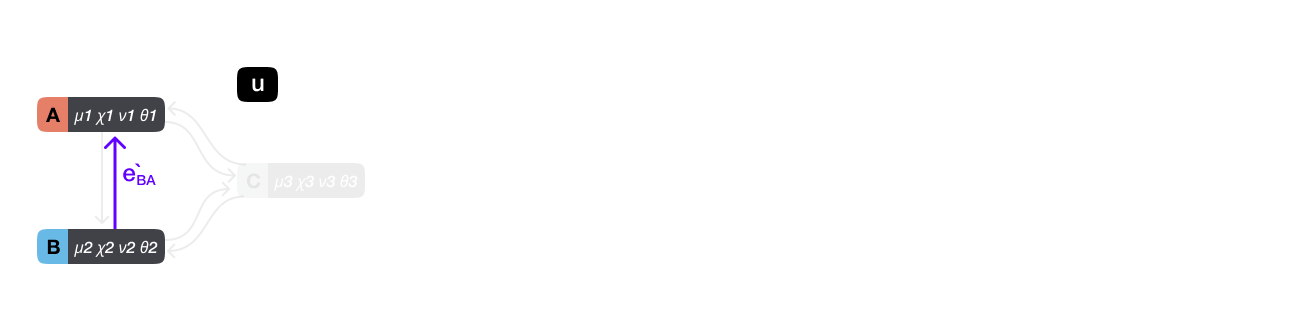 u
A μ1 χ1 ν1 θ1
e`BA
C μ3 χ3 ν3 θ3
B μ2 χ2 ν2 θ2